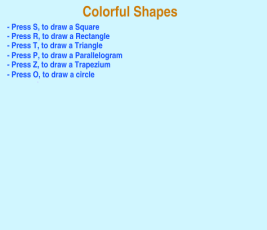 Colorful Shapes
- Press S, to draw a Square
- Press R, to draw a Rectangle
- Press T, to draw a Triangle
- Press P, to draw a Parallelogram
- Press Z, to draw a Trapezium
- Press O, to draw a circle